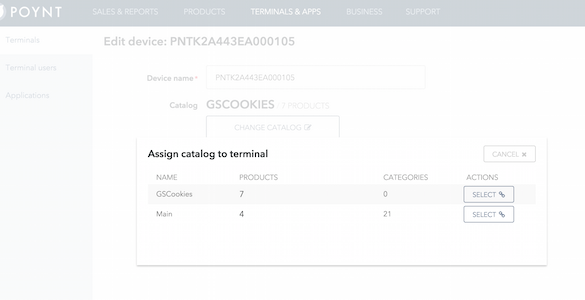 POYNT SALES & REPORTS PRODUCTS TERMINALS & APPS BUSINESS SUPPORT
Terminals
Edit device: PNTK2A443EA000105
Terminal users
Device name* PNTK2A443EA000105
Applications
Catalog GSCOOKIES 7 PRODUCTS
CHANGE CATALOG
Assign catalog to terminal CANCEL ×
NAME PRODUCTS CATEGORIES ACTIONS
GSCookies 7 0 SELECT
Main 4 21 SELECT